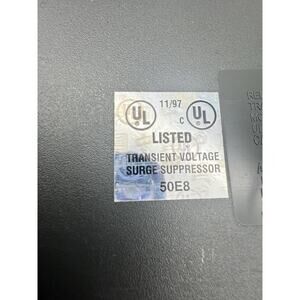 UL 11/97 C UL
LISTED
TRANSIENT VOLTAGE
SURGE SUPPRESSOR
50E8